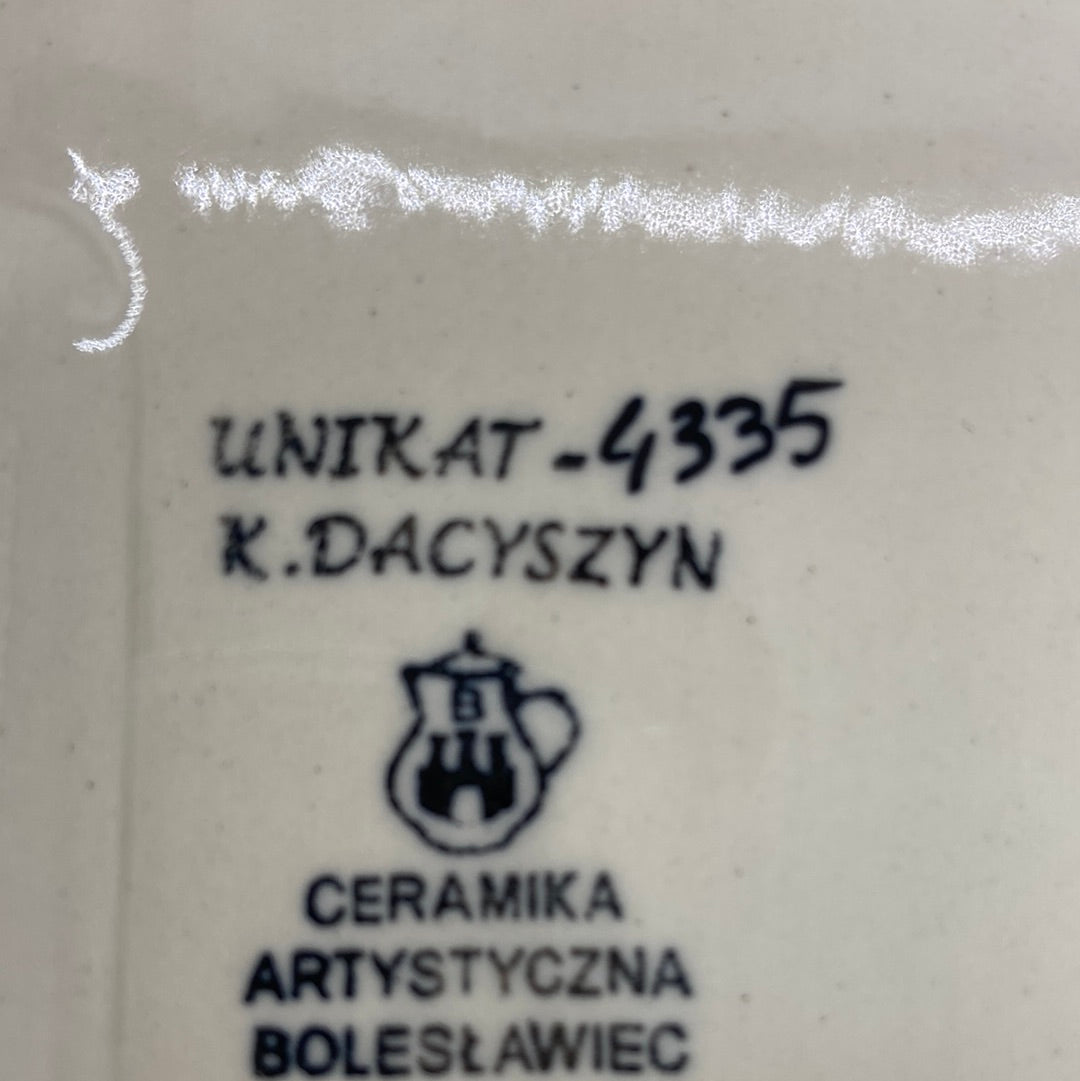 UNIKAT -4335
K.DACYSZYN
B
CERAMIKA
ARTYSTYCZNA
BOLESŁAWIEC